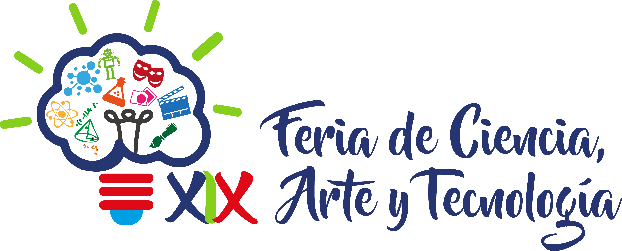 Feria de Ciencia,
XIX Arte y Tecnología